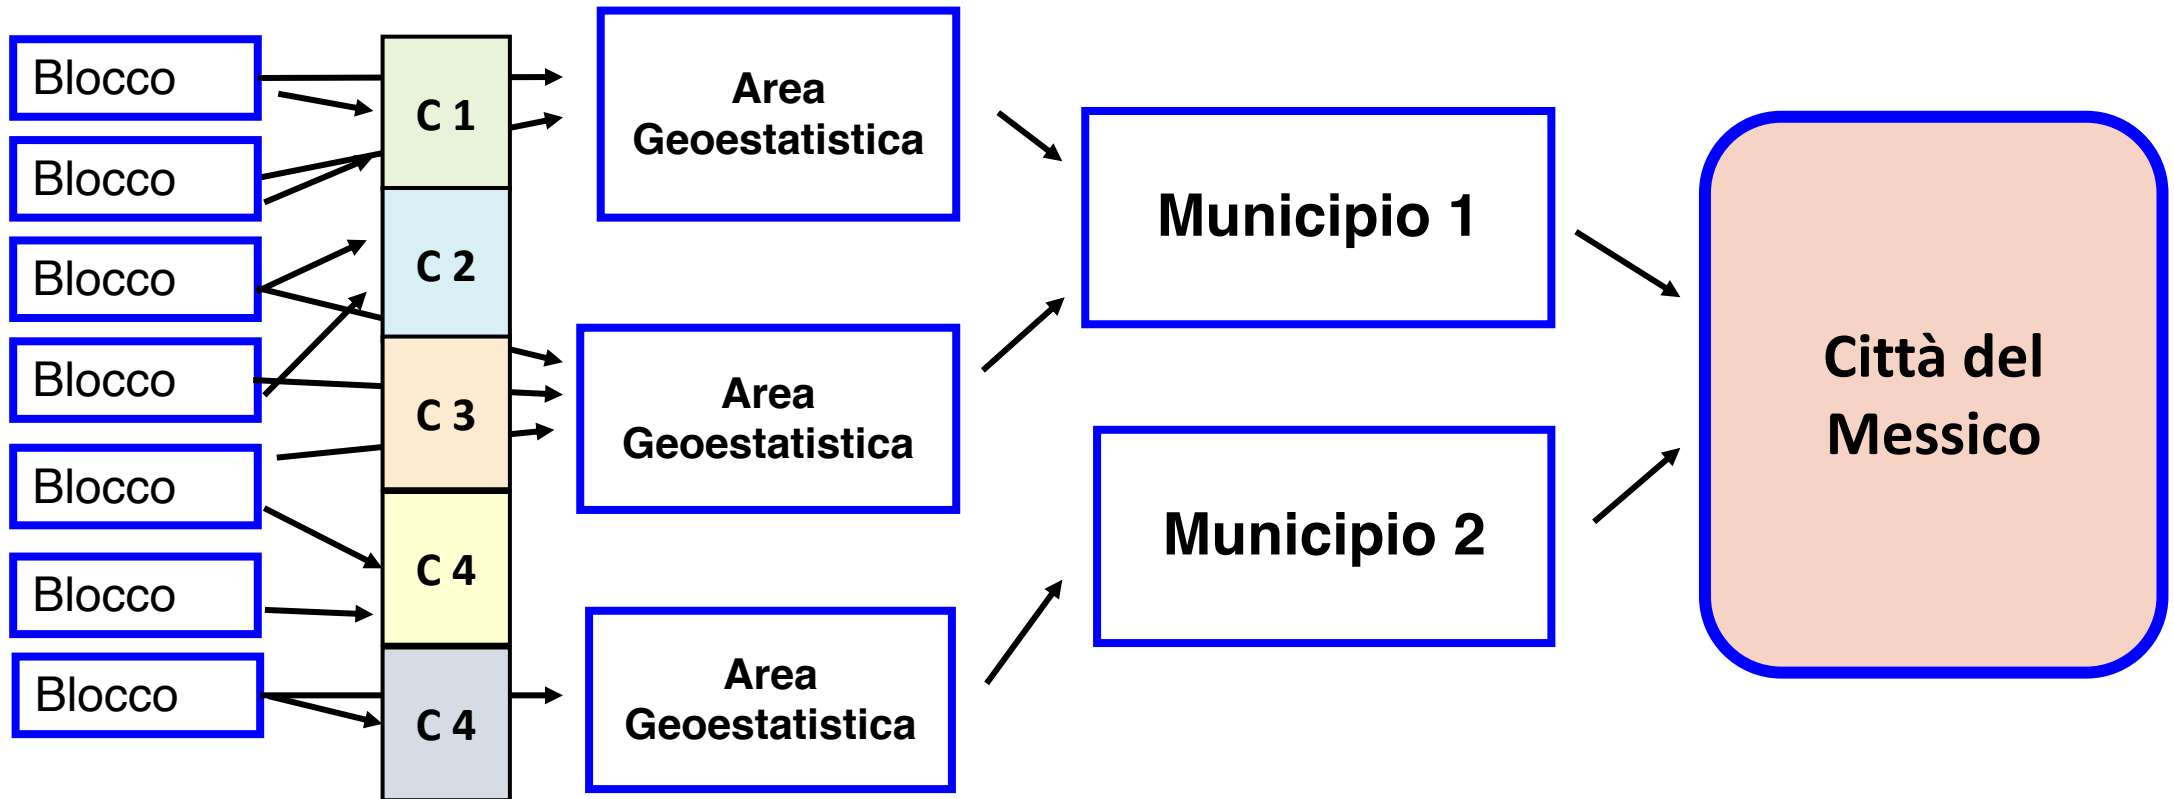 Blocco
Blocco
Blocco
Blocco
Blocco
Blocco
Blocco
C 1
C 2
C 3
C 4
C 4
Area
Geoestatistica
Area
Geoestatistica
Area
Geoestatistica
Municipio 1
Municipio 2
Città del
Messico